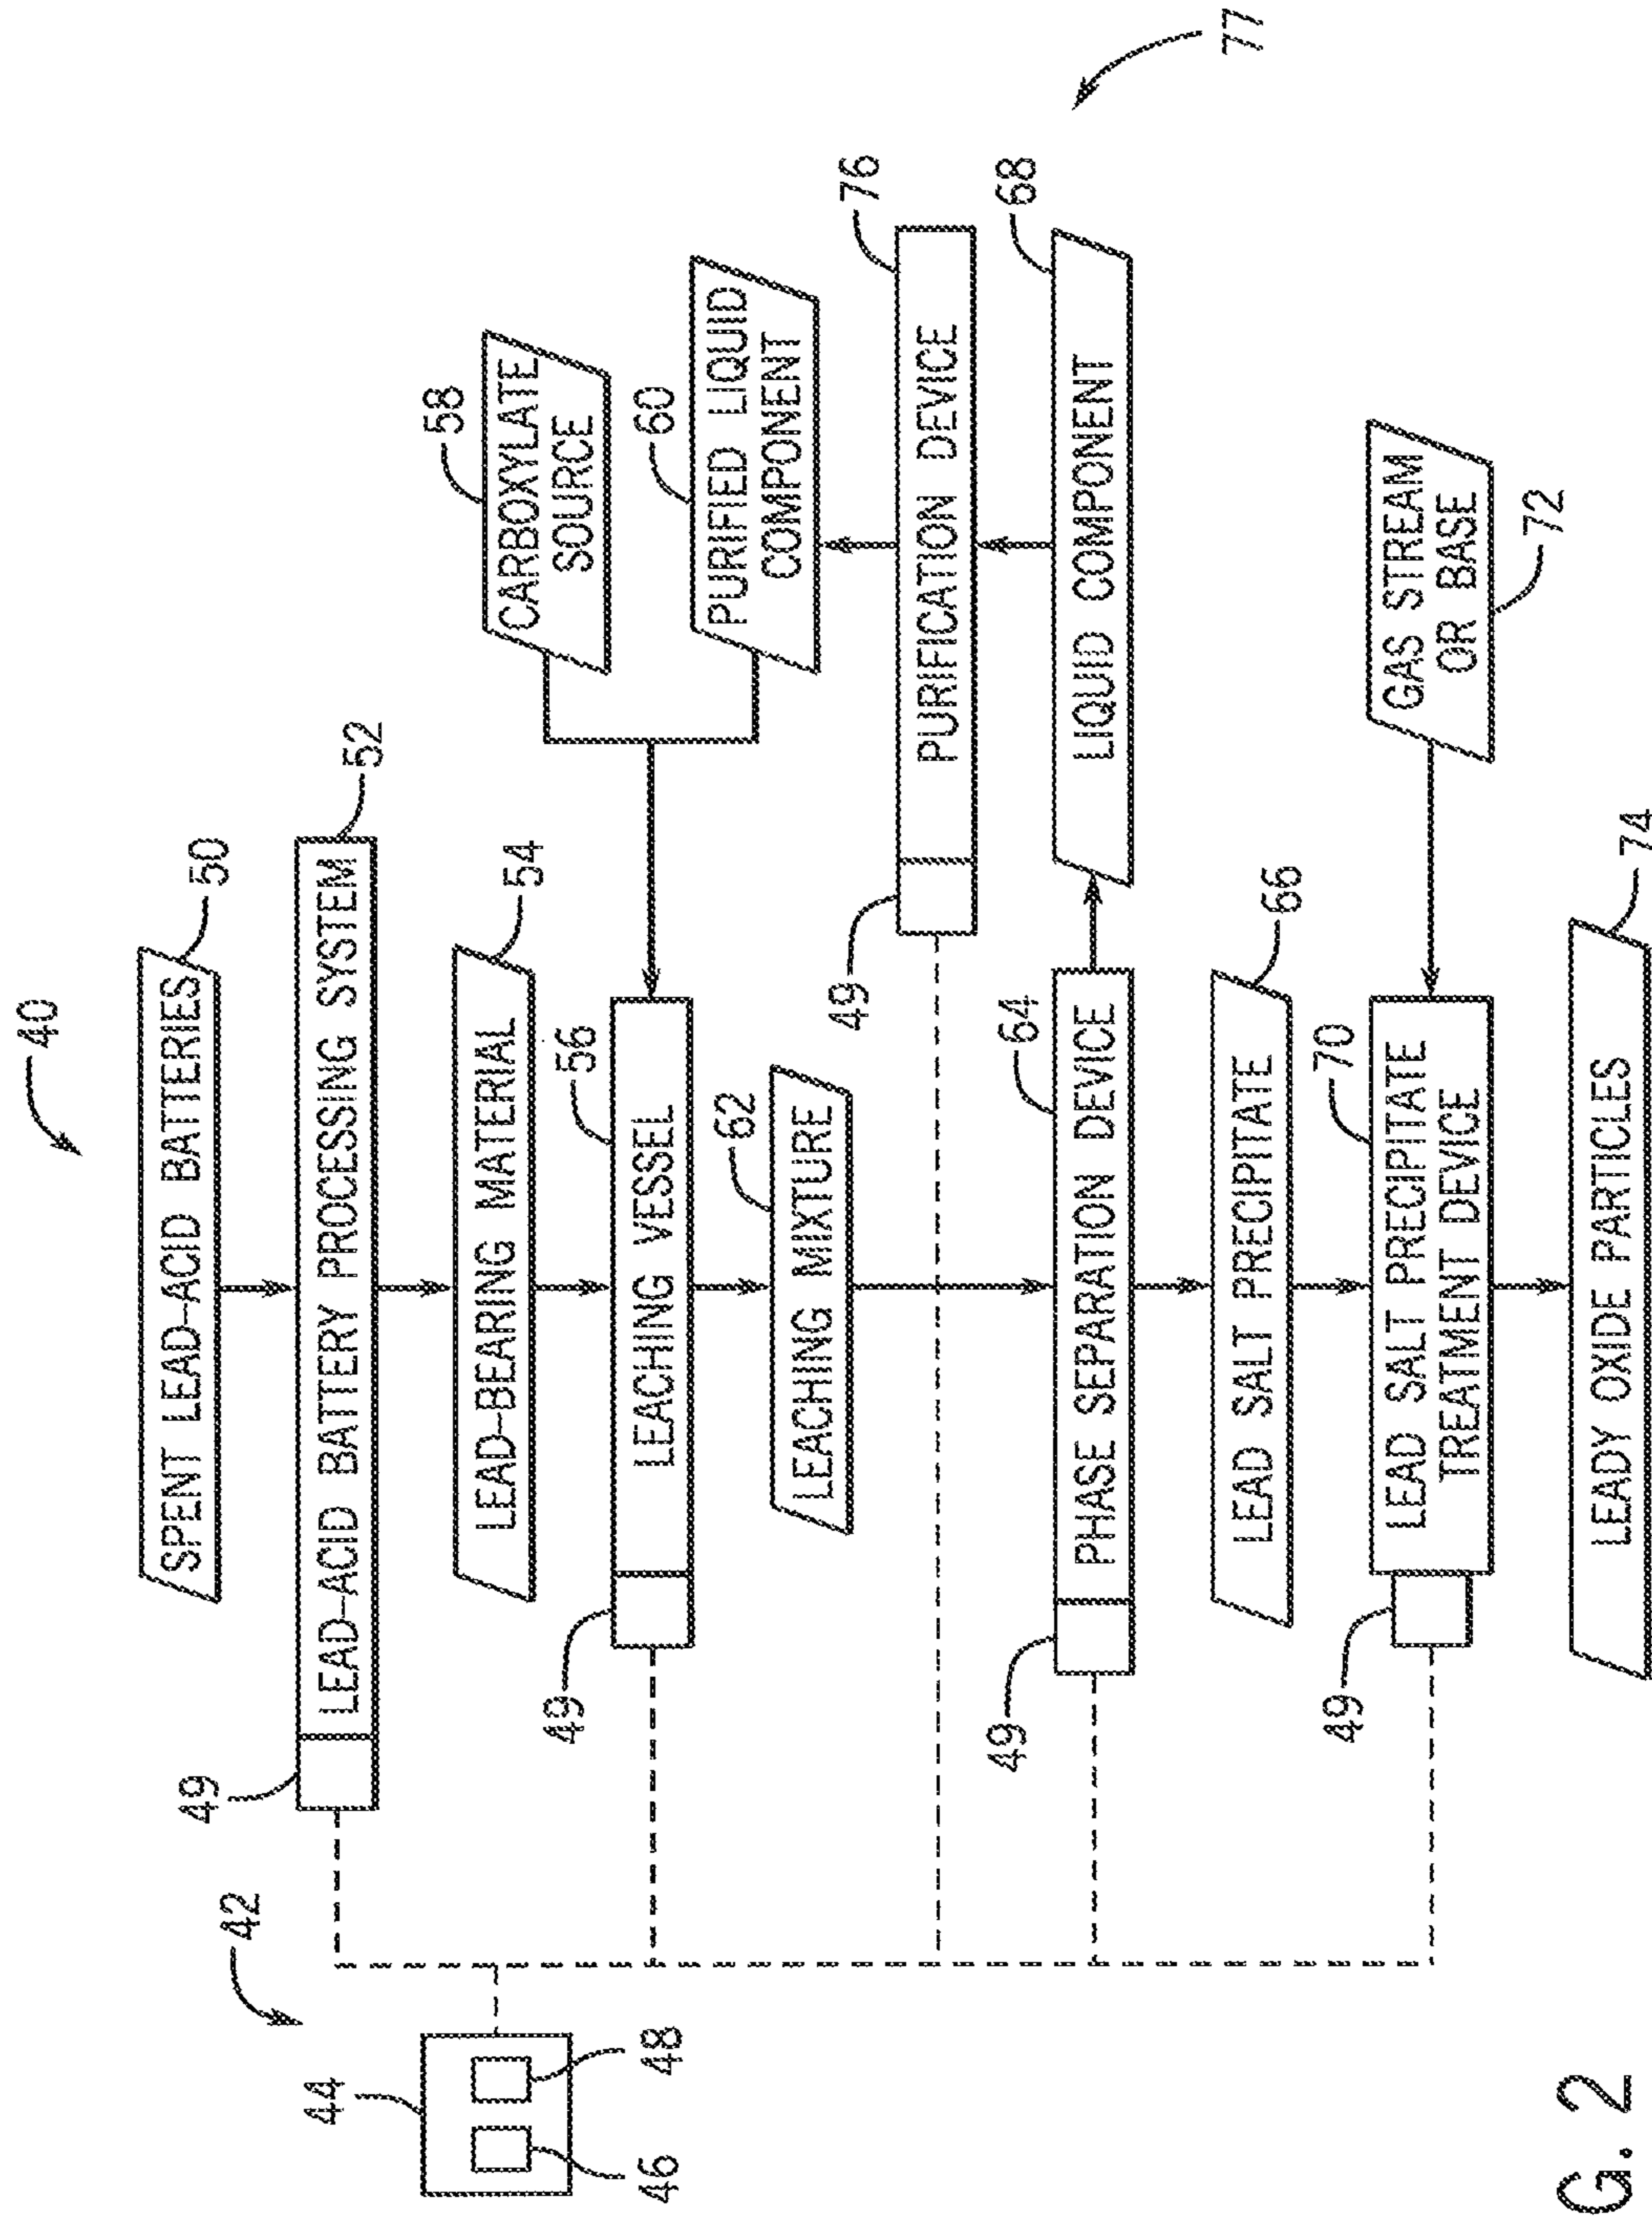 40
SPENT LEAD-ACID BATTERIES
50
49
LEAD-ACID BATTERY PROCESSING SYSTEM
52
42
LEAD-BEARING MATERIAL
54
58
CARBOXYLATE
SOURCE
44
46
48
49
LEACHING VESSEL
56
60
PURIFIED LIQUID
COMPONENT
LEACHING MIXTURE
62
49
PURIFICATION DEVICE
76
77
49
PHASE SEPARATION DEVICE
64
LIQUID COMPONENT
68
LEAD SALT PRECIPITATE
66
49
LEAD SALT PRECIPITATE
TREATMENT DEVICE
70
GAS STREAM
OR BASE
72
LEADY OXIDE PARTICLES
74
G. 2